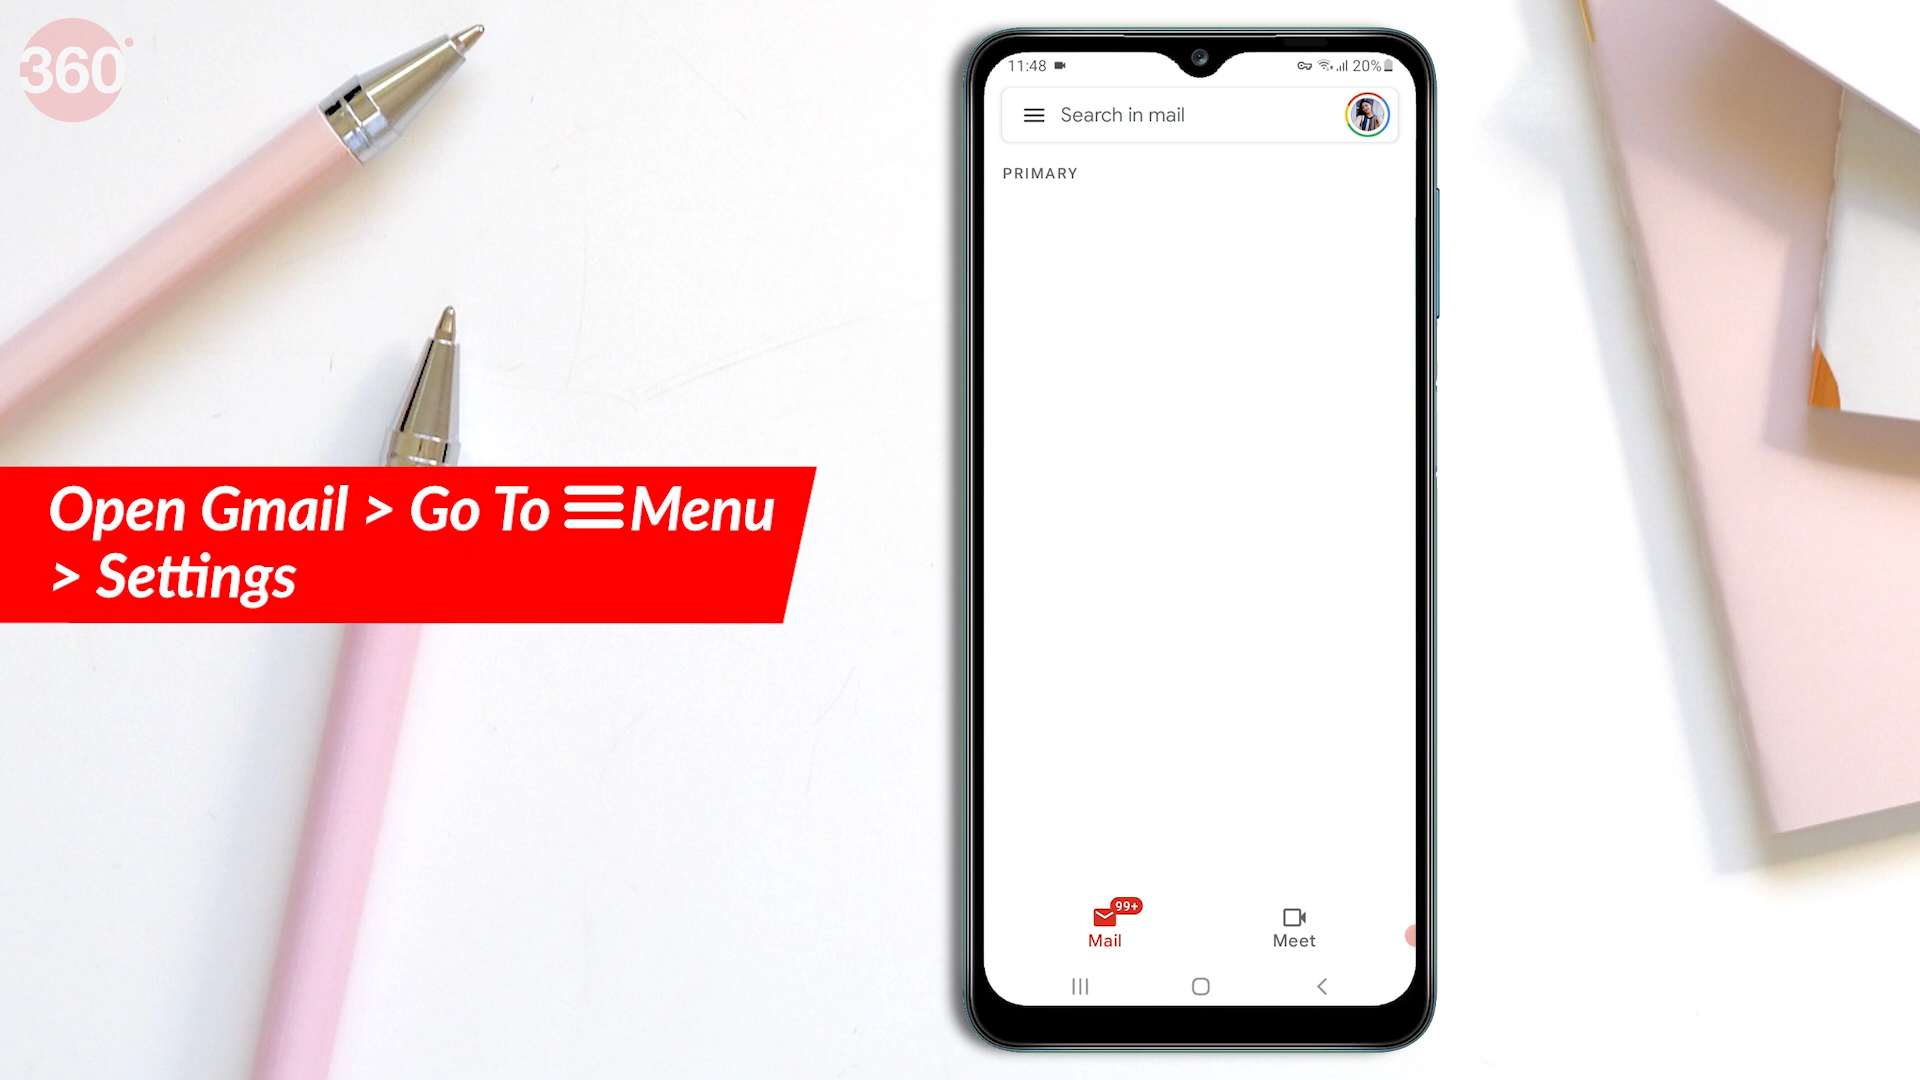 360°
11:48
20%
Search in mail
PRIMARY
Open Gmail > Go To Menu
> Settings
99+
Mail
Meet